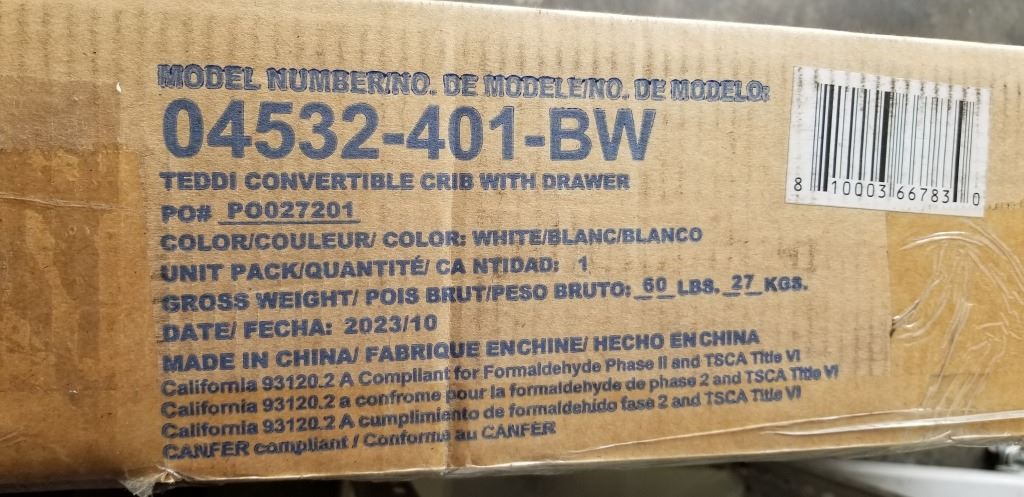 MODEL NUMBER/NO. DE MODELE/NO. DE MODELO:
04532-401-BW
TEDDI CONVERTIBLE CRIB WITH DRAWER
PO# PO027201
COLOR/COULEUR/ COLOR: WHITE/BLANC/BLANCO
UNIT PACK/QUANTITÉ/ CA NTIDAD: 1
GROSS WEIGHT/ POIS BRUT/PESO BRUTO: 60 LBS. 27 KGS.
DATE/ FECHA: 2023/10
MADE IN CHINA/ FABRIQUE ENCHINE/ HECHO EN CHINA
California 93120.2 A Compliant for Formaldehyde Phase II and TSCA Title VI
California 93120.2 a confrome pour la formaldehyde de phase 2 and TSCA Title VI
California 93120.2 A cumplimiento de formaldehido fase 2 and TSCA Title VI
CANFER compliant / Conforme au CANFER
8 10003 66783 0